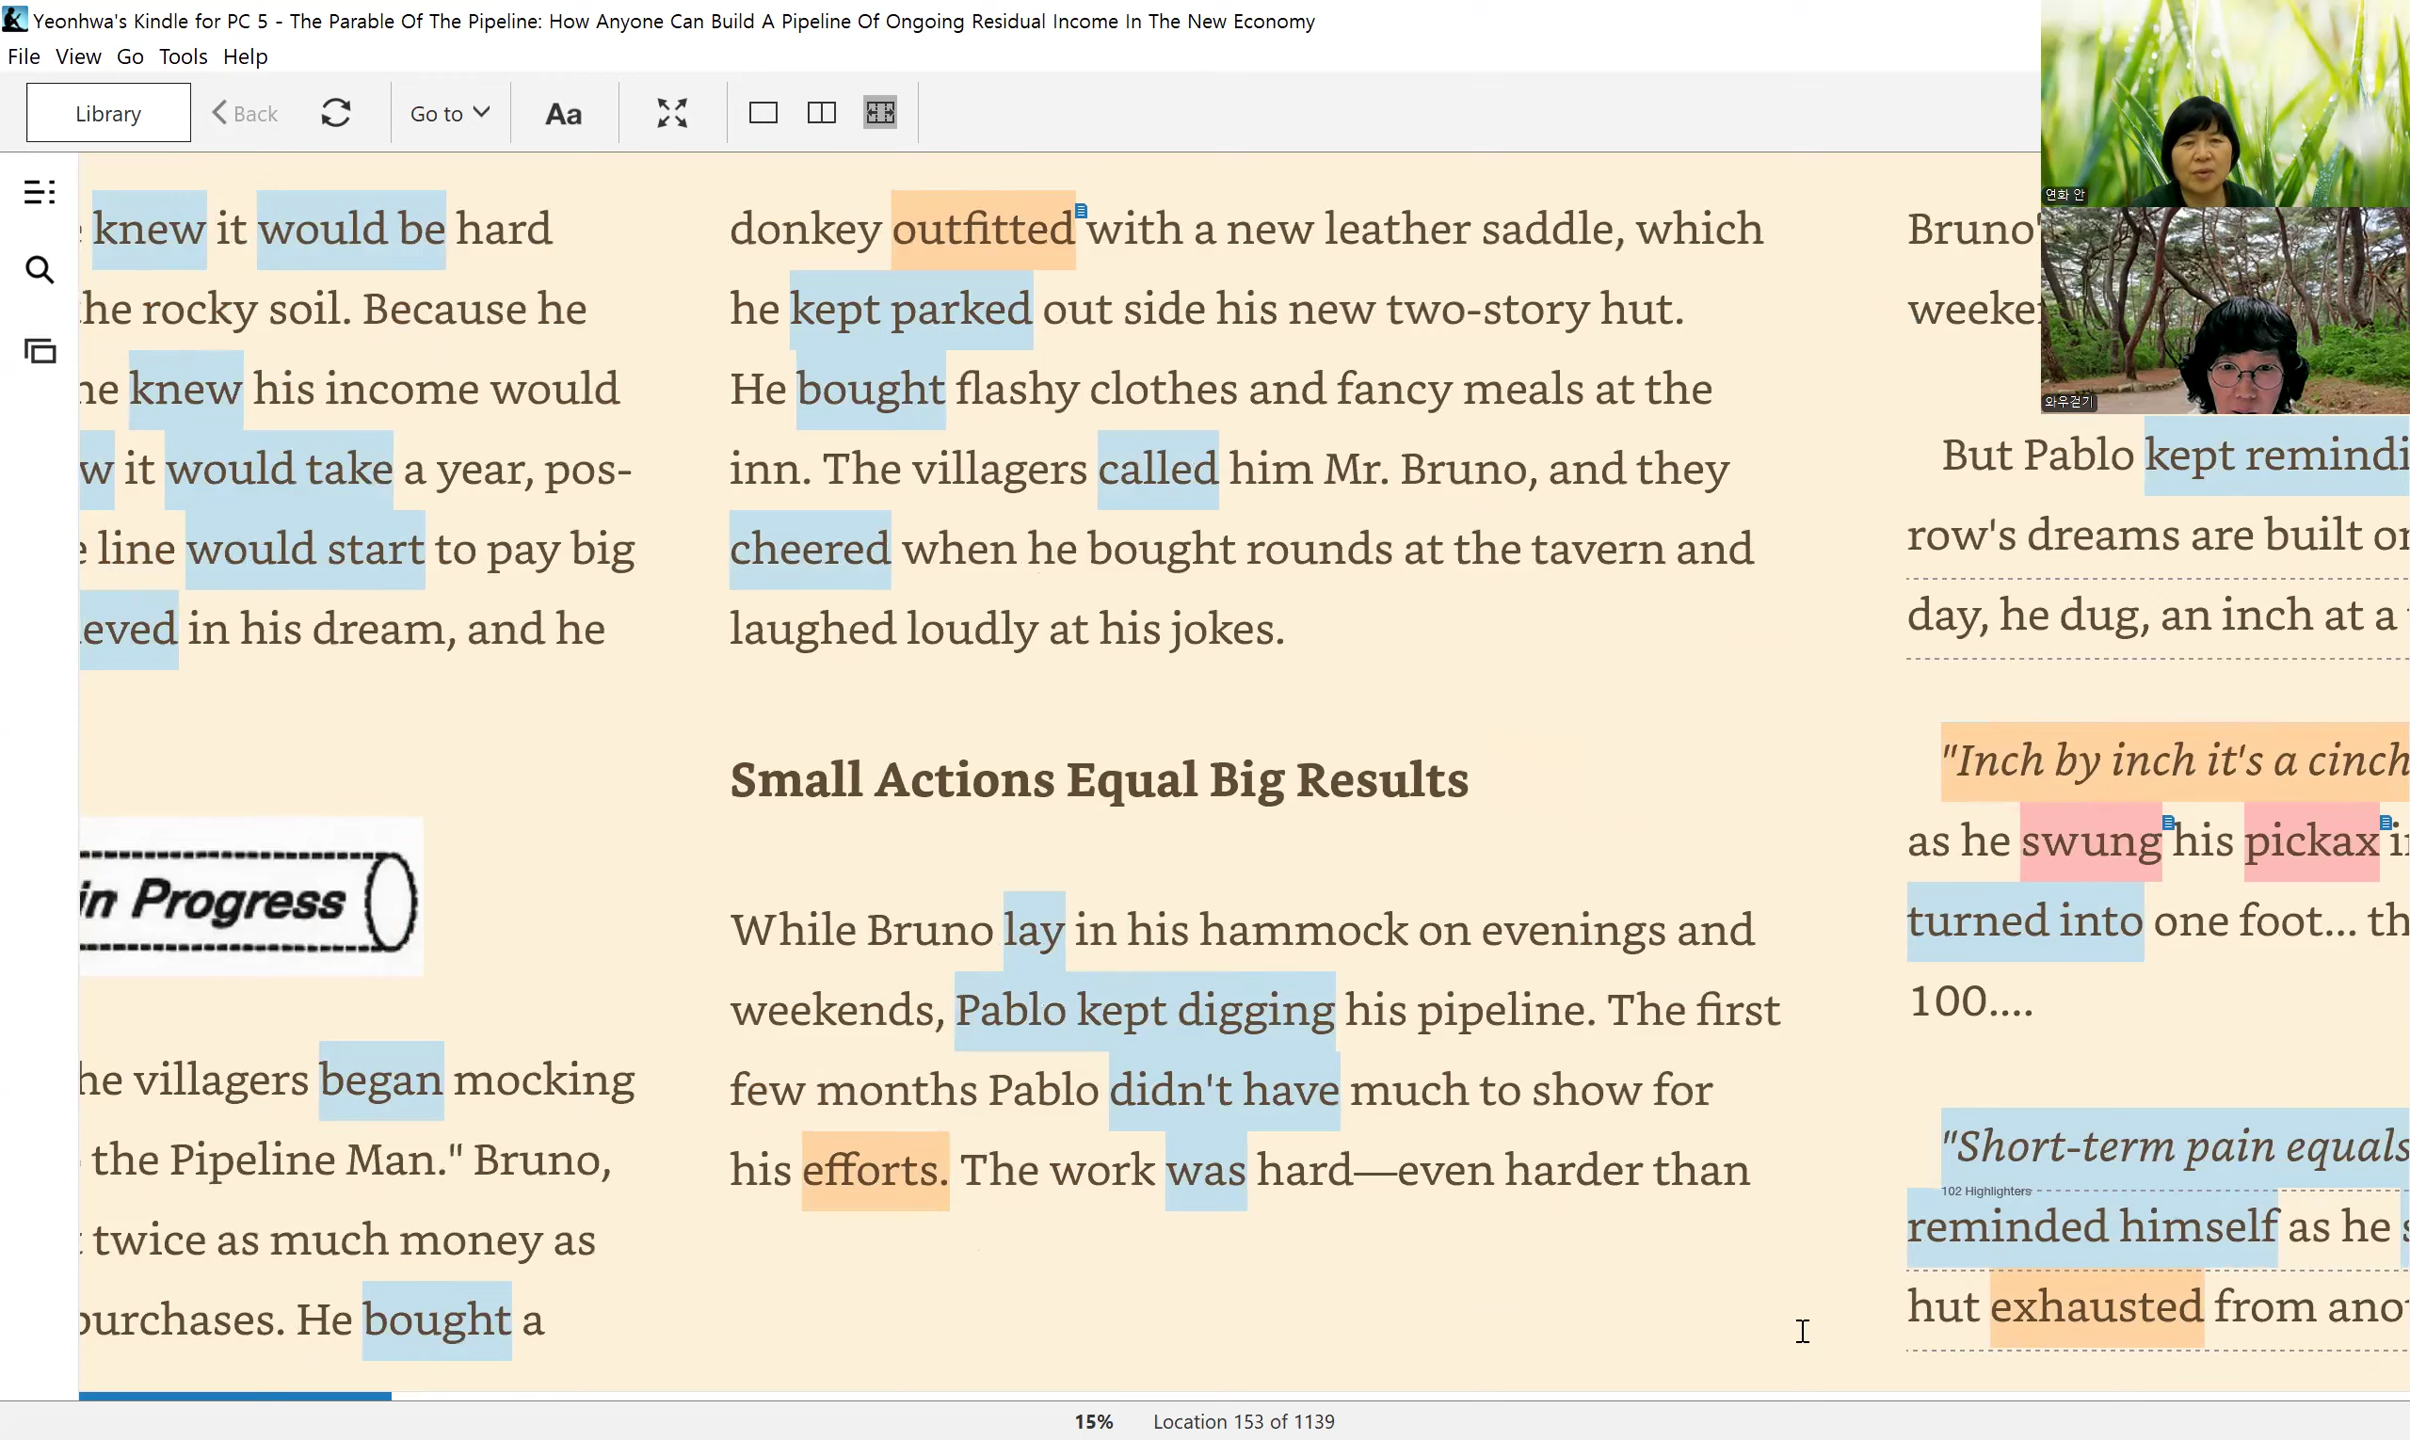 Yeonhwa's Kindle for PC 5 - The Parable Of The Pipeline: How Anyone Can Build A Pipeline Of Ongoing Residual Income In The New Economy
File View Go Tools Help
Library Back Go to Aa
knew it would be hard
the rocky soil. Because he
he knew his income would
w it would take a year, pos-
e line would start to pay big
ieved in his dream, and he
in Progress
he villagers began mocking
the Pipeline Man." Bruno,
twice as much money as
purchases. He bought a
donkey outfitted with a new leather saddle, which
he kept parked out side his new two-story hut.
He bought flashy clothes and fancy meals at the
inn. The villagers called him Mr. Bruno, and they
cheered when he bought rounds at the tavern and
laughed loudly at his jokes.
Small Actions Equal Big Results
While Bruno lay in his hammock on evenings and
weekends, Pablo kept digging his pipeline. The first
few months Pablo didn't have much to show for
his efforts. The work was hard—even harder than
Bruno'
weeke
But Pablo kept remindi
row's dreams are built on
day, he dug, an inch at a
"Inch by inch it's a cinch
as he swung his pickax i
turned into one foot... th
100....
"Short-term pain equals
102 Highlighters
reminded himself as he s
hut exhausted from ano
연화 안
와우걷기
15% Location 153 of 1139